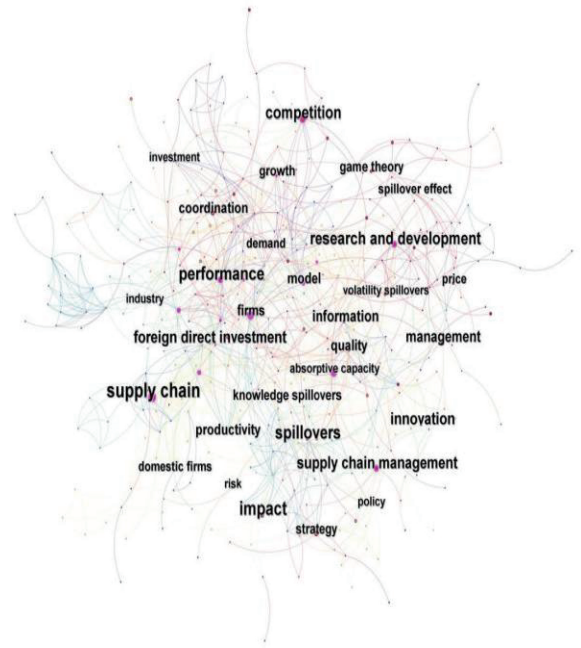 competition
investment
growth
game theory
spillover effect
coordination
demand
research and development
performance
model
price
volatility spillovers
industry
firms
information
foreign direct investment
management
quality
absorptive capacity
supply chain
knowledge spillovers
innovation
productivity
spillovers
supply chain management
domestic firms
risk
policy
impact
strategy